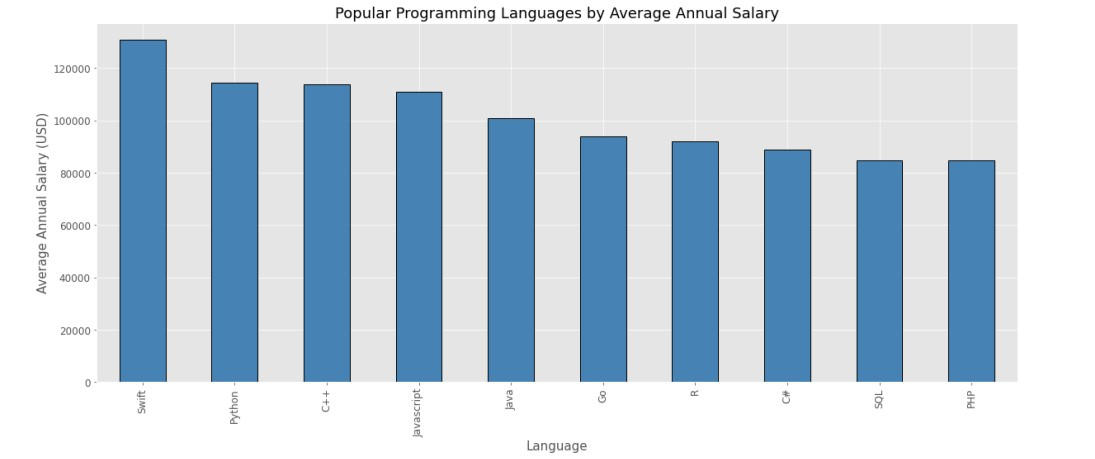 Popular Programming Languages by Average Annual Salary
120000
100000
80000
60000
40000
20000
0
Average Annual Salary (USD)
Swift
Python
C++
Javascript
Java
Go
R
C#
SQL
PHP
Language